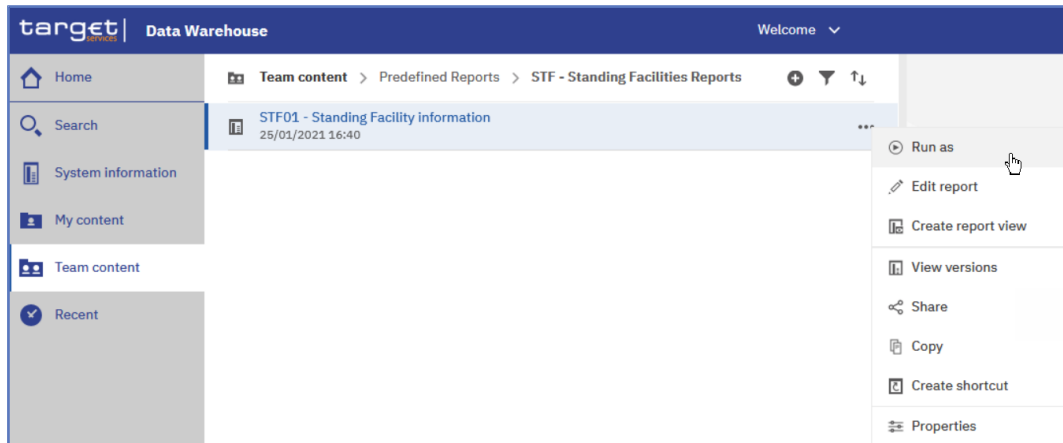 target| Data Warehouse Welcome
services
Home
Team content > Predefined Reports > STF - Standing Facilities Reports
Search
STF01 - Standing Facility information
25/01/2021 16:40
System information
My content
Team content
Recent
Run as
Edit report
Create report view
View versions
Share
Copy
Create shortcut
Properties